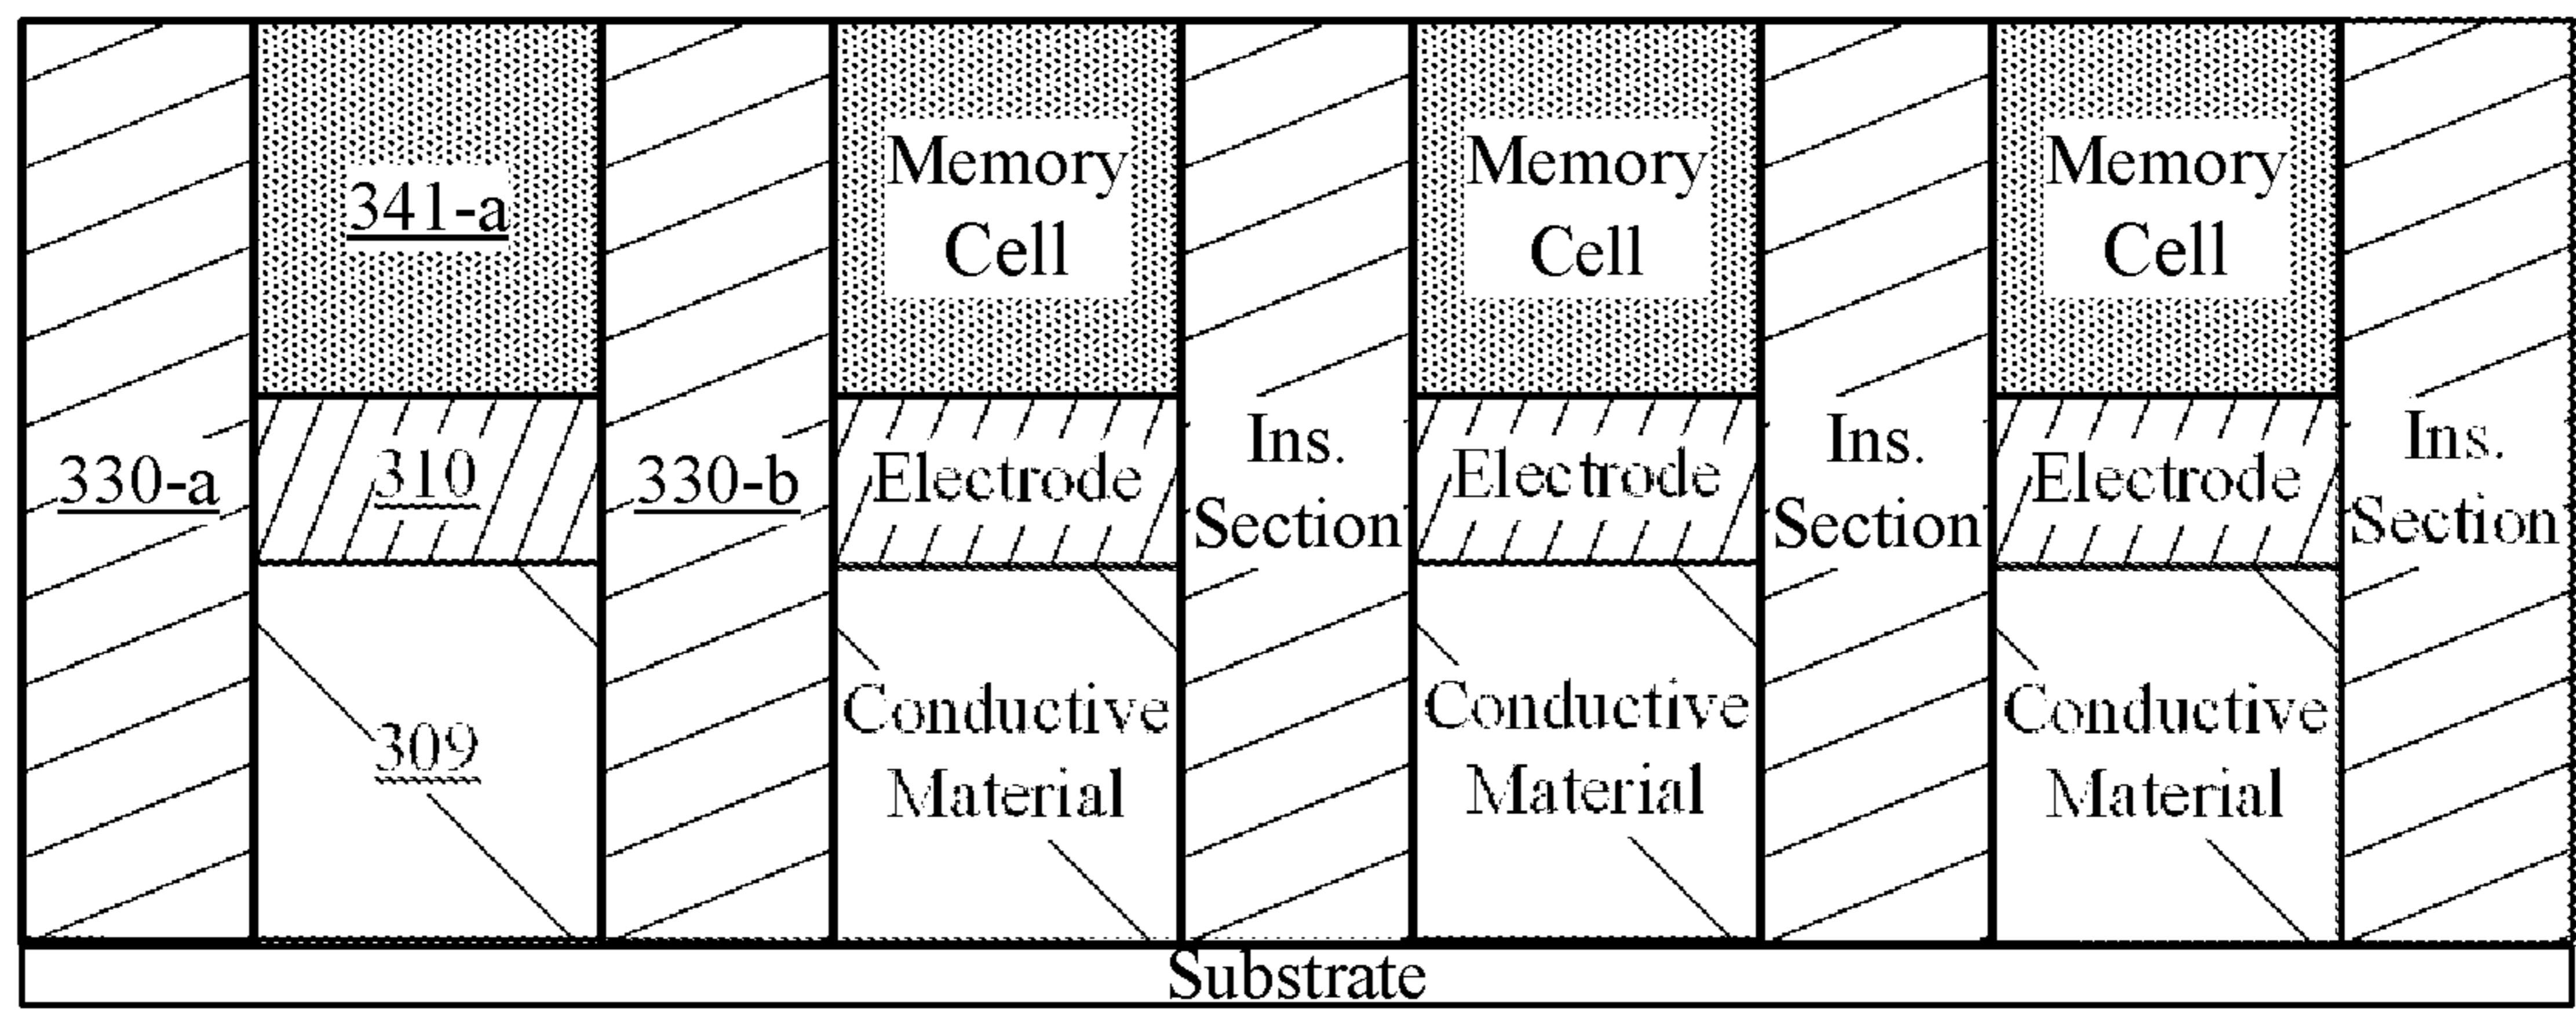 341-a
Memory
Cell
Memory
Cell
Memory
Cell
330-a
310
330-b
Electrode
Ins.
Section
Electrode
Ins.
Section
Electrode
Ins.
Section
309
Conductive
Material
Conductive
Material
Conductive
Material
Substrate